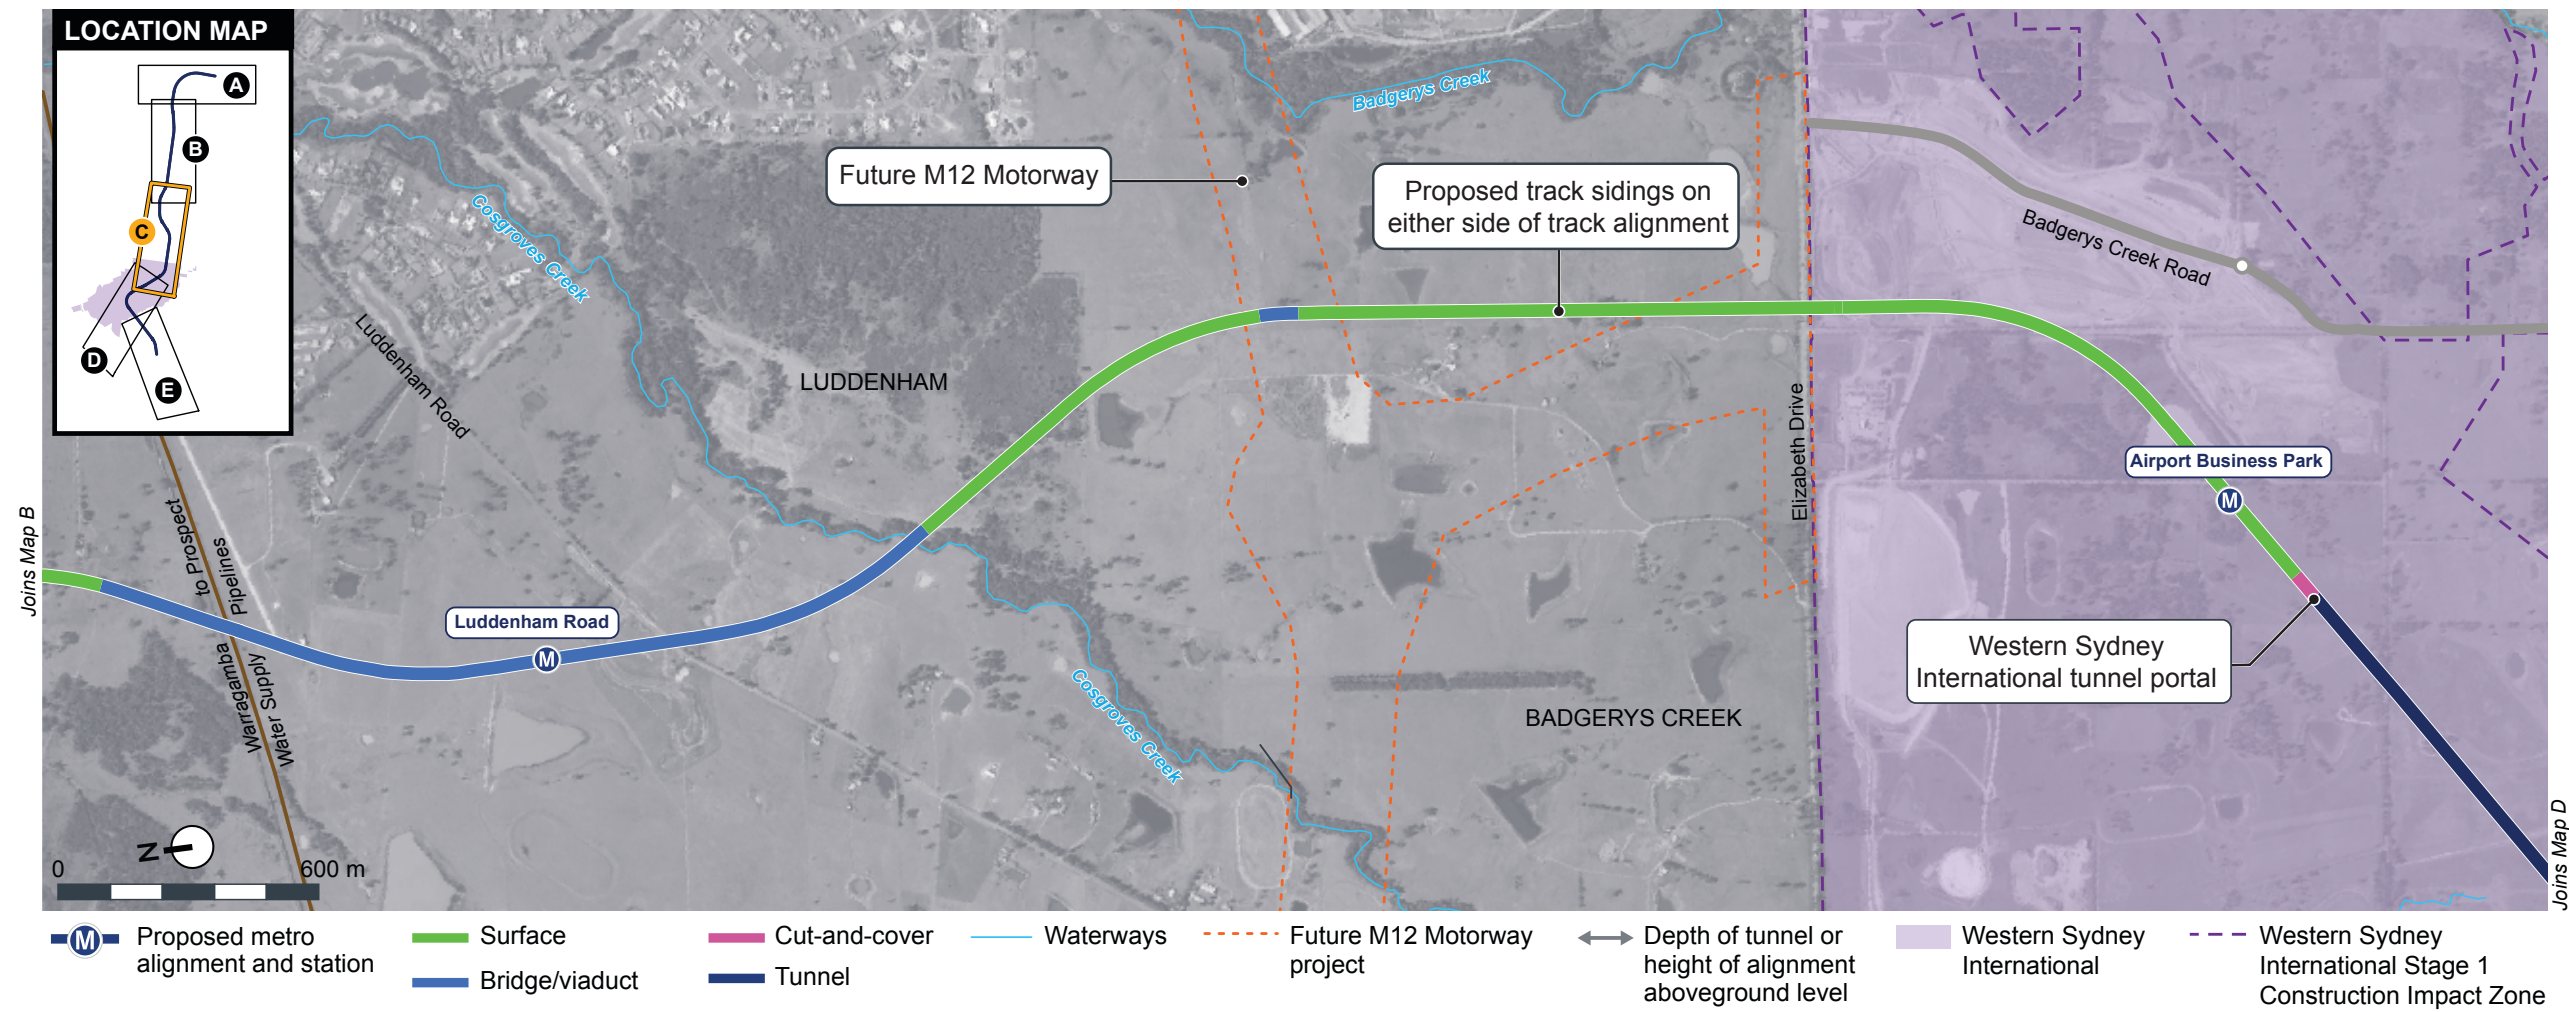 LOCATION MAP
A
B
C
D
E
Future M12 Motorway
Badgerys Creek
Proposed track sidings on
either side of track alignment
Badgerys Creek Road
Cosgroves Creek
Luddenham Road
LUDDENHAM
Elizabeth Drive
Airport Business Park
M
Joins Map B
to Prospect
Pipelines
Luddenham Road
M
Warragamba
Water Supply
Western Sydney
International tunnel portal
Cosgroves Creek
BADGERYS CREEK
N
0
600 m
Joins Map D
M
Proposed metro
alignment and station
Surface
Bridge/viaduct
Cut-and-cover
Tunnel
Waterways
Future M12 Motorway
project
Depth of tunnel or
height of alignment
aboveground level
Western Sydney
International
Western Sydney
International Stage 1
Construction Impact Zone